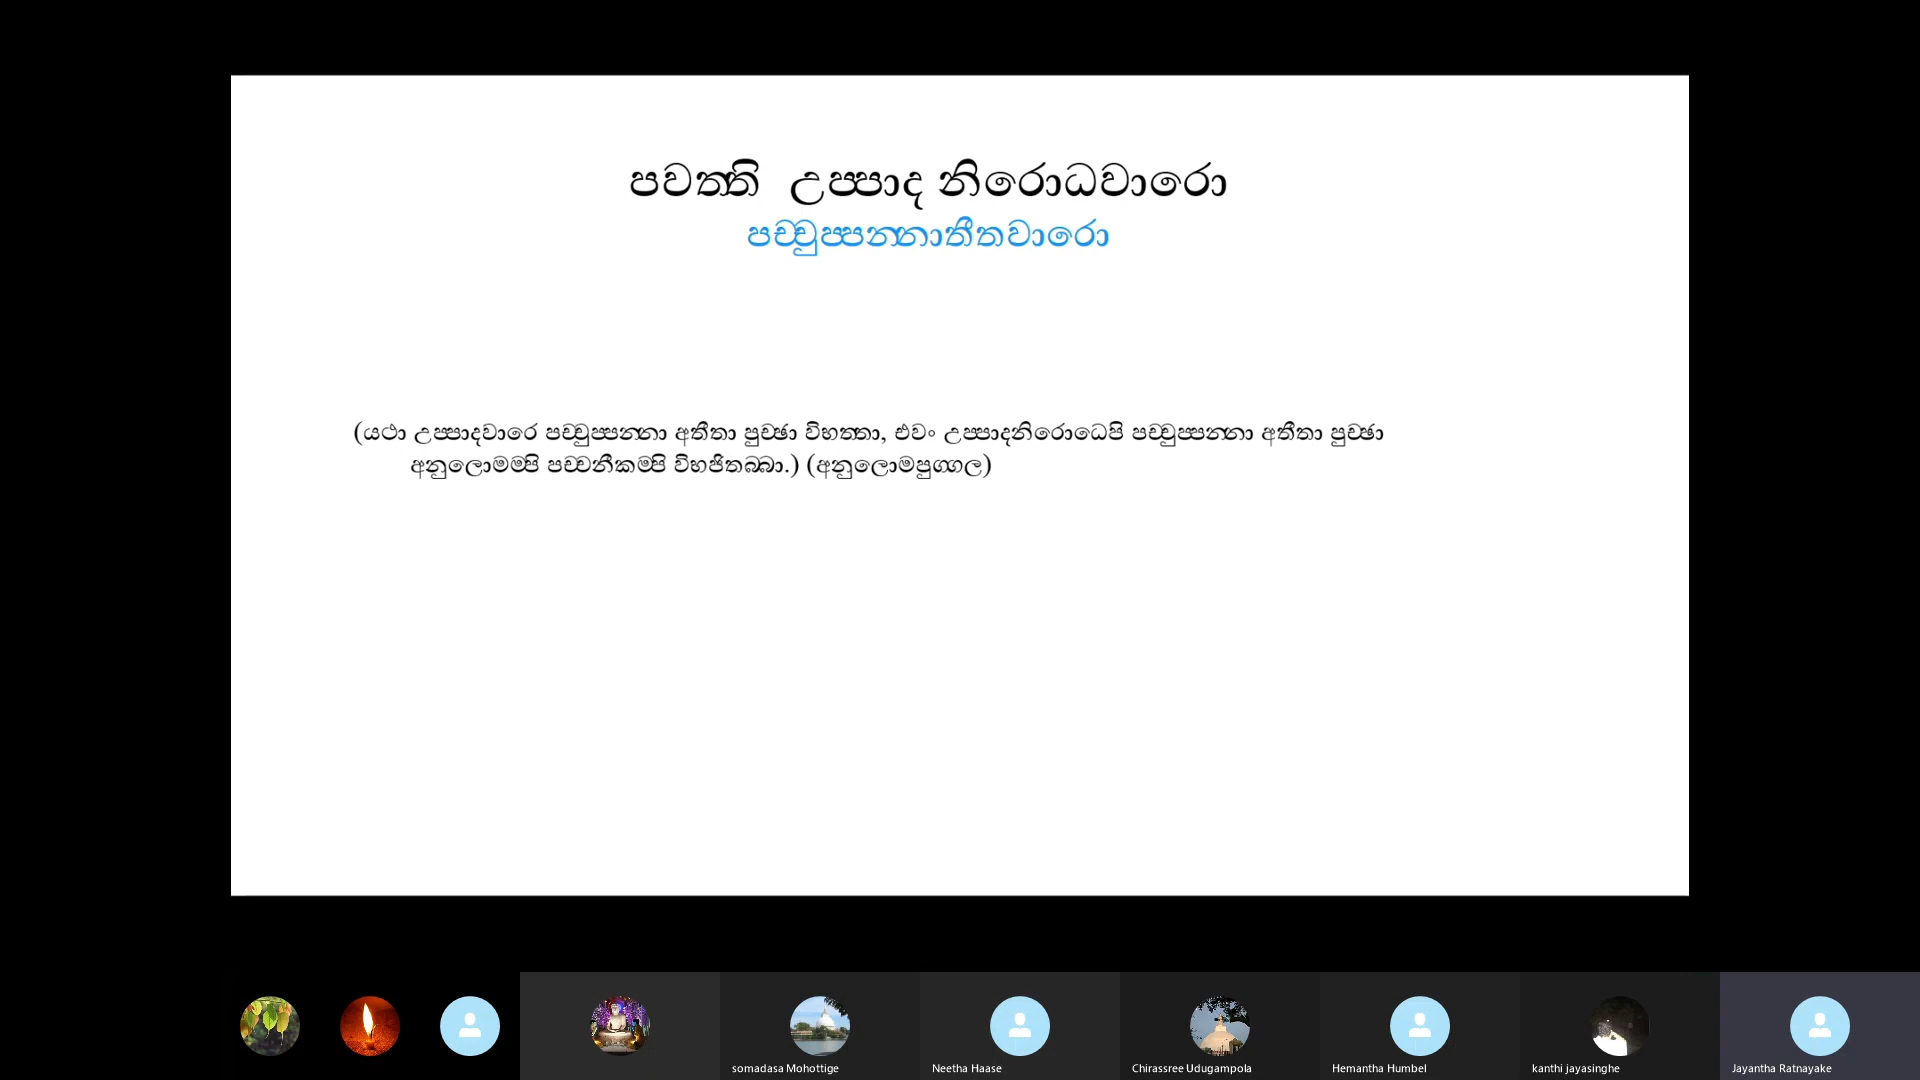 පවත්‍ති උප්‍පාද නිරොධවාරො
පච්‍චුප්‍පන්‍නාතීතවාරො
(යථා උප්‍පාදවාරෙ පච්‍චුප්‍පන්‍නා අතීතා පුච්ඡා විභත්‍තා, එවං උප්‍පාදනිරොධෙපි පච්‍චුප්‍පන්‍නා අතීතා පුච්ඡා
අනුලොමම්‍පි පච්‍චනීකම්‍පි විභජිතබ්‍බා.) (අනුලොමපුග්‍ගල)
somadasa Mohottige
Neetha Haase
Chirassree Udugampola
Hemantha Humbel
kanthi jayasinghe
Jayantha Ratnayake